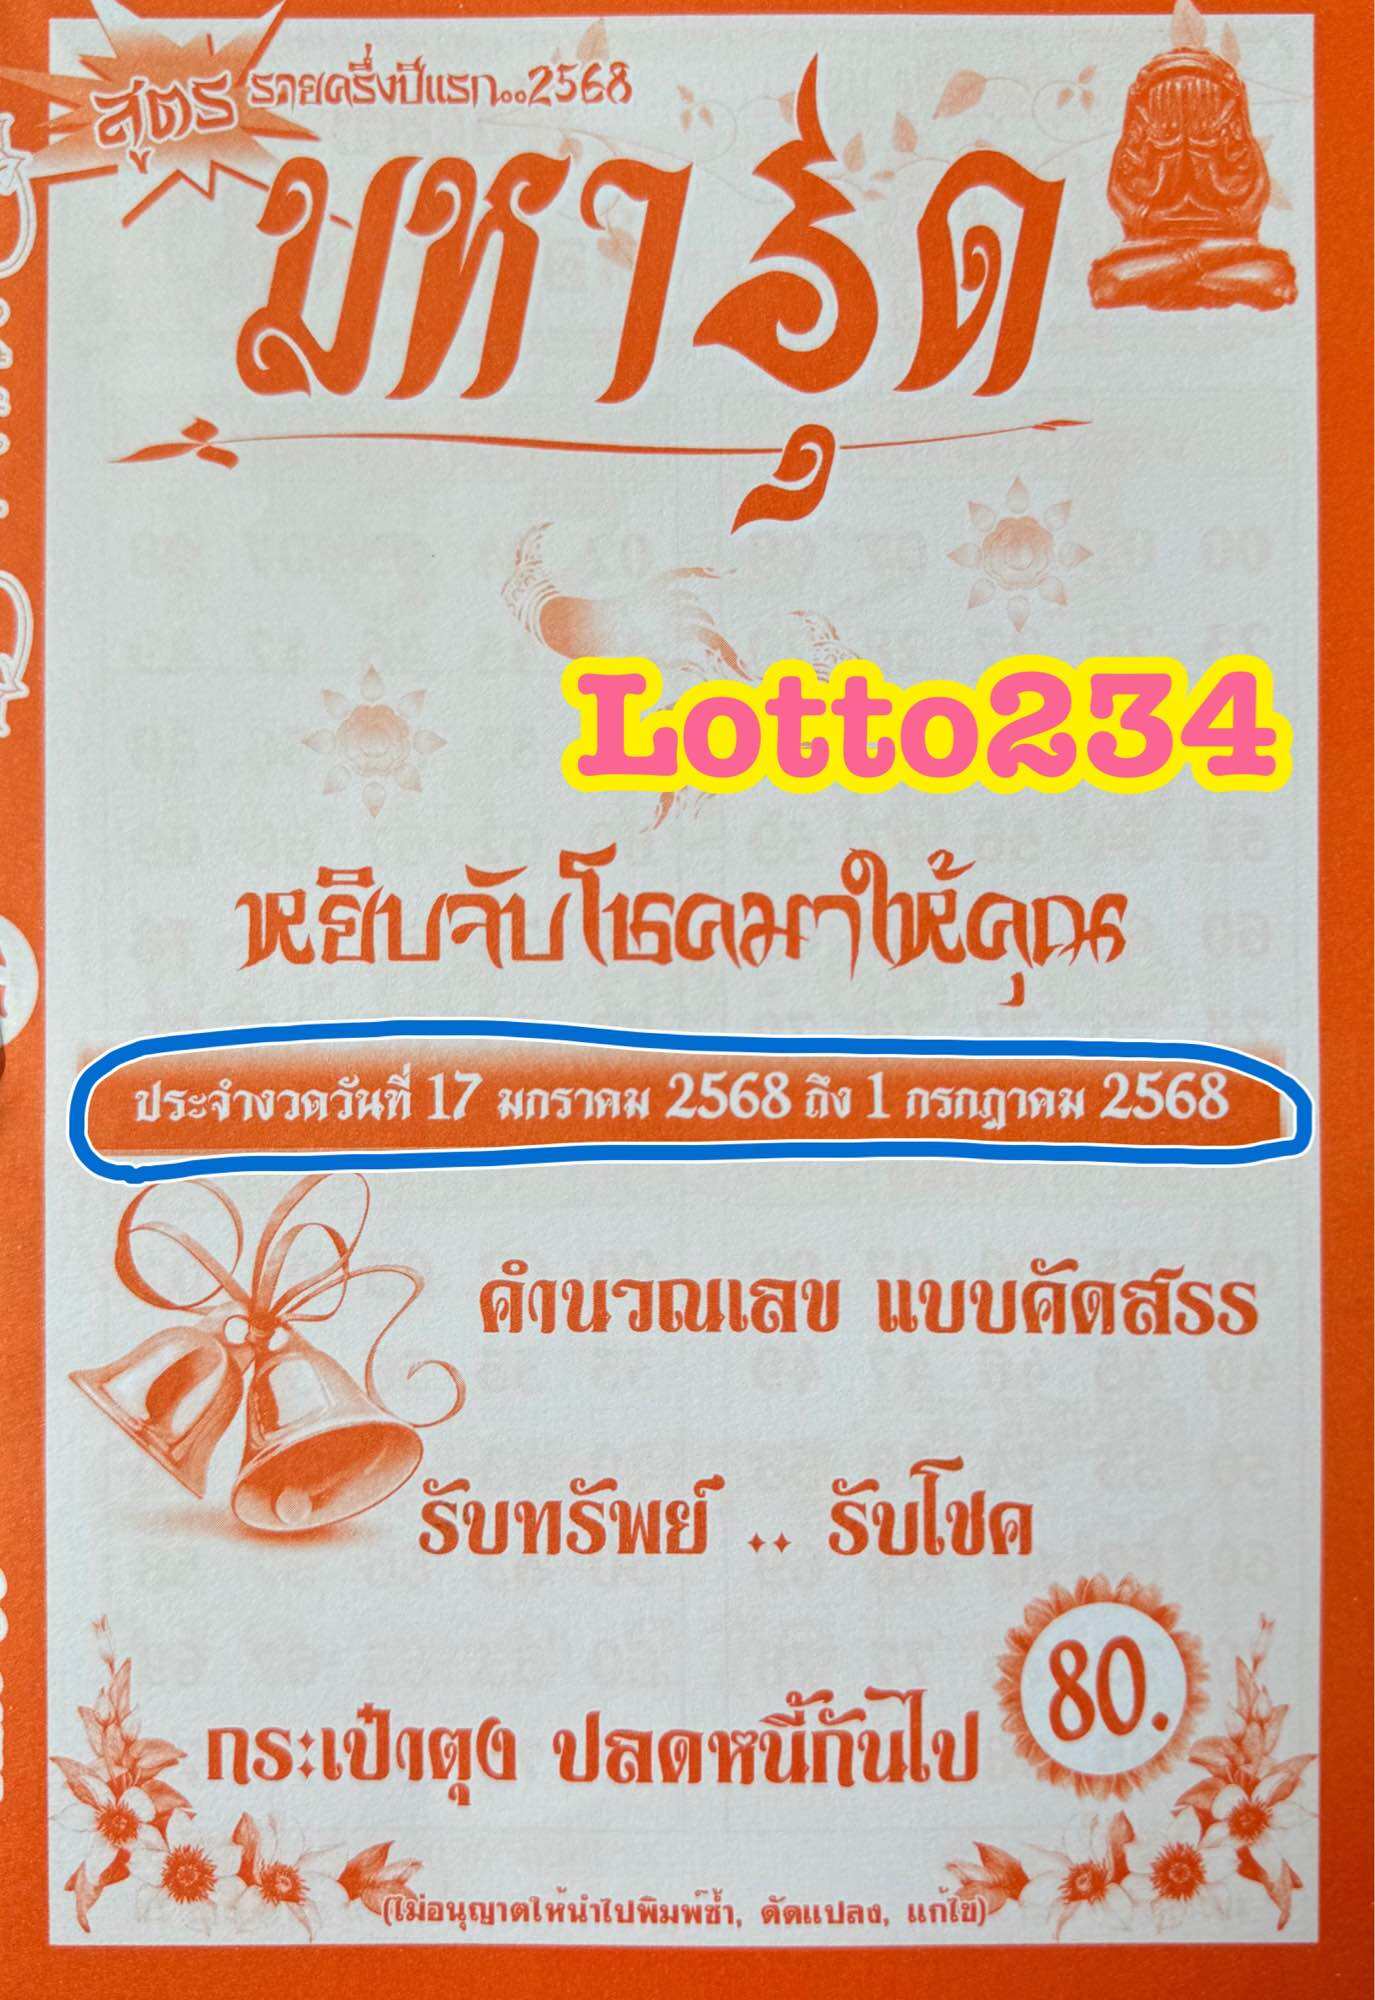 สูตร รายครึ่งปีแรก..2568
มหารุด
Lotto234
หยิบจับโชคมาให้คุณ
ประจำงวดวันที่ 17 มกราคม 2568 ถึง 1 กรกฎาคม 2568
คำนวณเลข แบบคัดสรร
รับทรัพย์ .. รับโชค
กระเป๋าตุง ปลดหนี้กันไป
80.
(ไม่อนุญาตให้นำไปพิมพ์ซ้ำ, ดัดแปลง, แก้ไข)